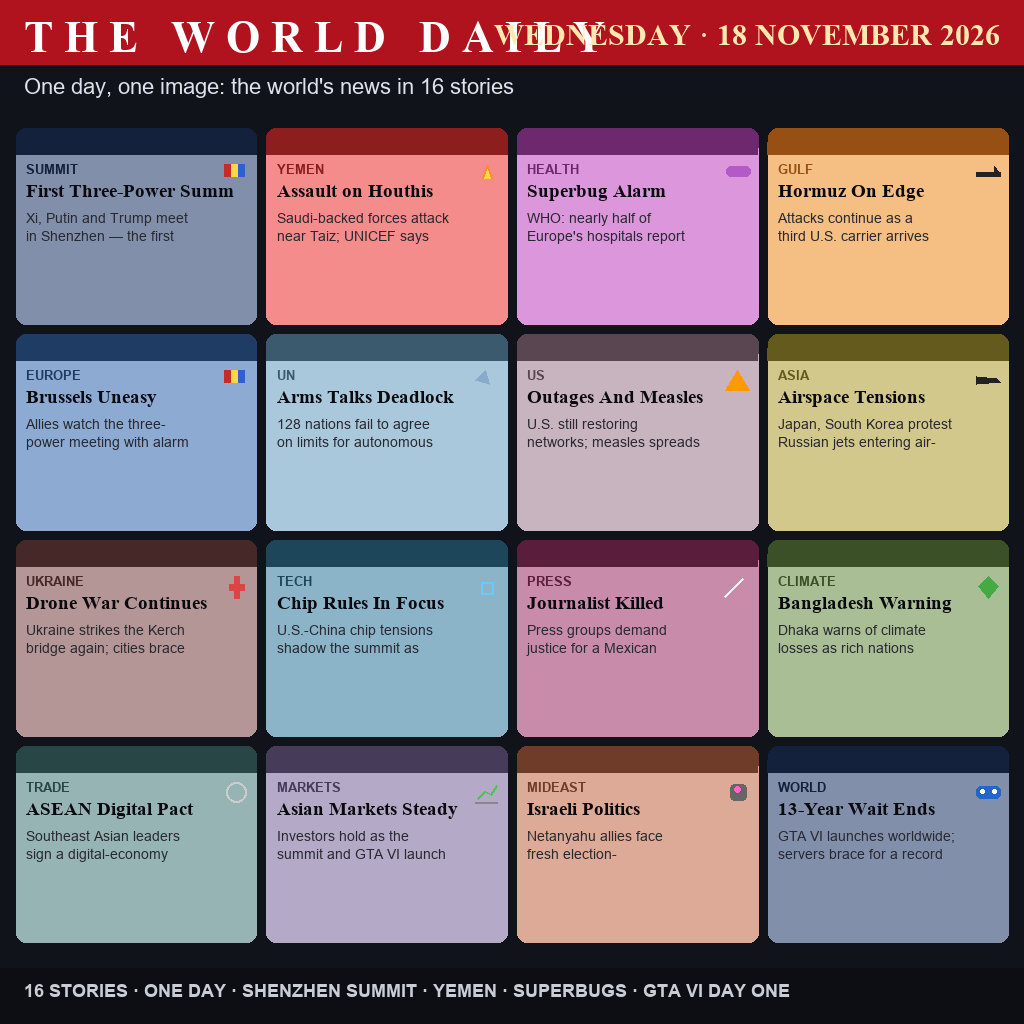 THE WORLD DAILY
WEDNESDAY · 18 NOVEMBER 2026
One day, one image: the world's news in 16 stories
SUMMIT
First Three-Power Summ
Xi, Putin and Trump meet
in Shenzhen — the first
YEMEN
Assault on Houthis
Saudi-backed forces attack
near Taiz; UNICEF says
HEALTH
Superbug Alarm
WHO: nearly half of
Europe's hospitals report
GULF
Hormuz On Edge
Attacks continue as a
third U.S. carrier arrives
EUROPE
Brussels Uneasy
Allies watch the three-
power meeting with alarm
UN
Arms Talks Deadlock
128 nations fail to agree
on limits for autonomous
US
Outages And Measles
U.S. still restoring
networks; measles spreads
ASIA
Airspace Tensions
Japan, South Korea protest
Russian jets entering air-
UKRAINE
Drone War Continues
Ukraine strikes the Kerch
bridge again; cities brace
TECH
Chip Rules In Focus
U.S.-China chip tensions
shadow the summit as
PRESS
Journalist Killed
Press groups demand
justice for a Mexican
CLIMATE
Bangladesh Warning
Dhaka warns of climate
losses as rich nations
TRADE
ASEAN Digital Pact
Southeast Asian leaders
sign a digital-economy
MARKETS
Asian Markets Steady
Investors hold as the
summit and GTA VI launch
MIDEAST
Israeli Politics
Netanyahu allies face
fresh election-
WORLD
13-Year Wait Ends
GTA VI launches worldwide;
servers brace for a record
16 STORIES · ONE DAY · SHENZHEN SUMMIT · YEMEN · SUPERBUGS · GTA VI DAY ONE